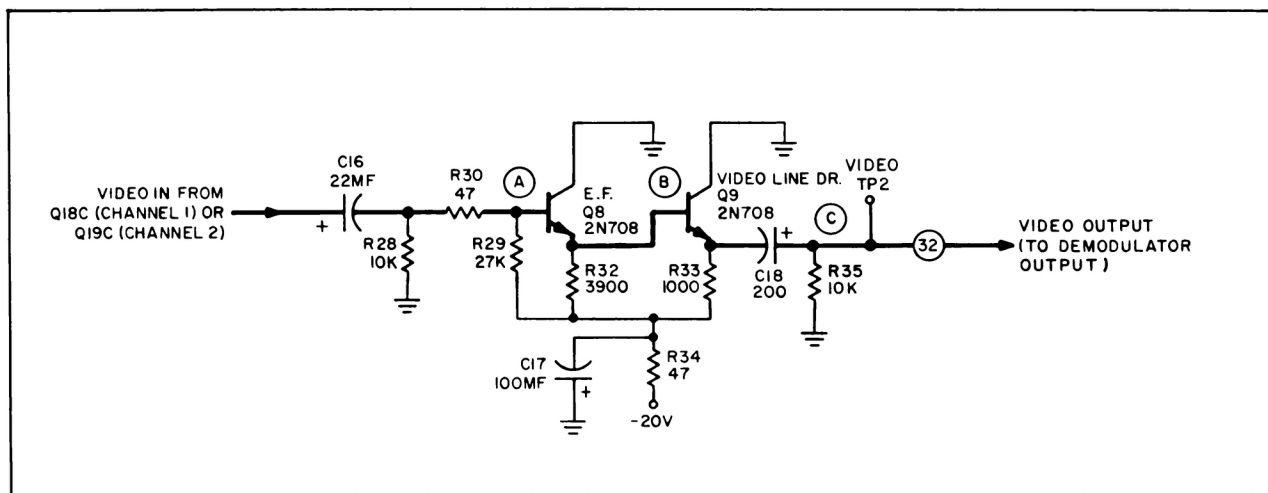 VIDEO IN FROM
Q18C (CHANNEL 1) OR
Q19C (CHANNEL 2)
C16
22MF
+
R28
10K
R30
47
A
R29
27K
E.F.
Q8
2N708
R32
3900
B
VIDEO LINE DR.
Q9
2N708
R33
1000
C18
200
+
C
VIDEO
TP2
R35
10K
32
VIDEO OUTPUT
(TO DEMODULATOR
OUTPUT)
C17
100MF
+
R34
47
-20V